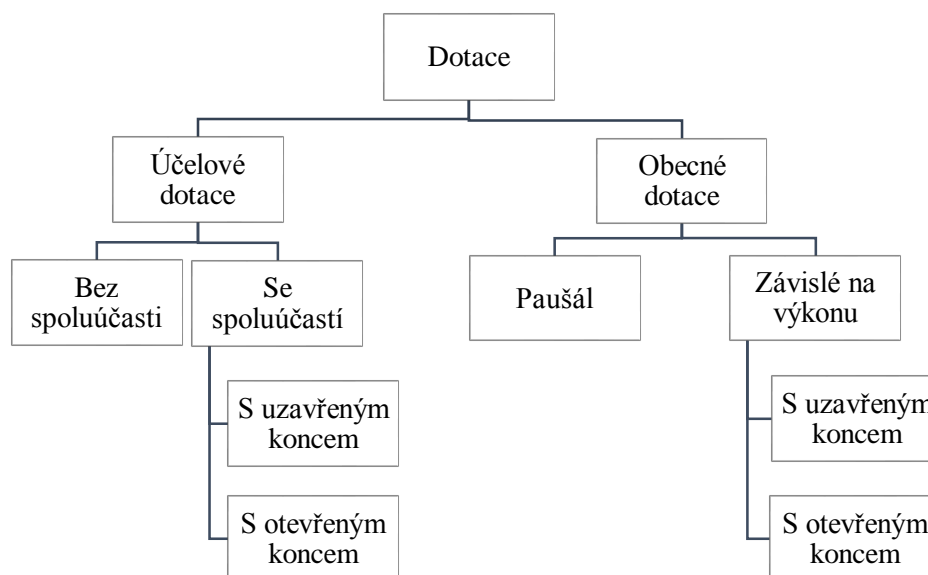 Dotace
Účelové
dotace
Obecné
dotace
Bez
spoluúčasti
Se
spoluúčastí
Paušál
Závislé na
výkonu
S uzavřeným
koncem
S uzavřeným
koncem
S otevřeným
koncem
S otevřeným
koncem